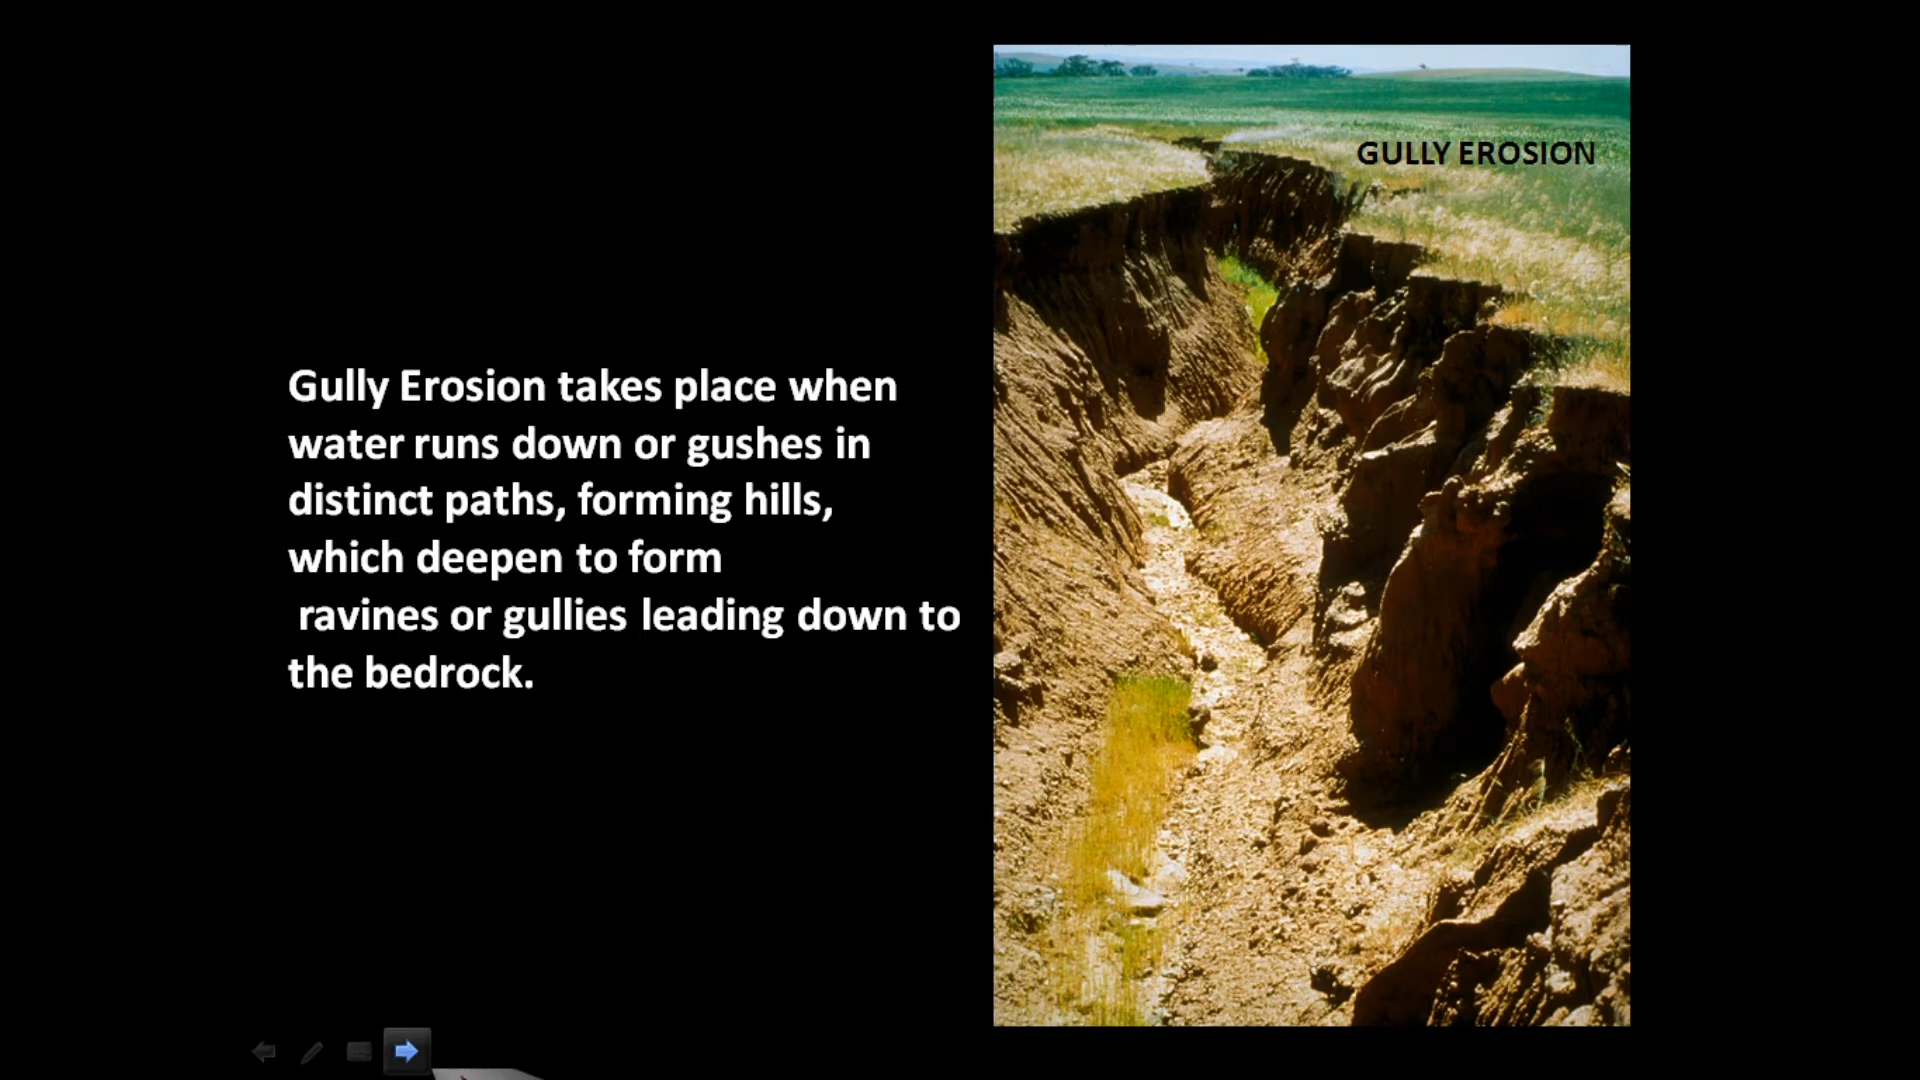 GULLY EROSION
Gully Erosion takes place when
water runs down or gushes in
distinct paths, forming hills,
which deepen to form
ravines or gullies leading down to
the bedrock.